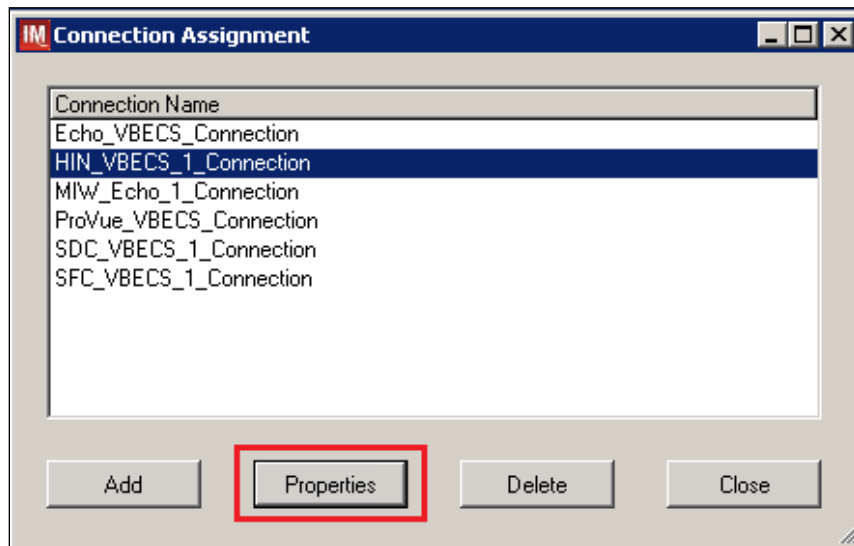 IM Connection Assignment
Connection Name
Echo_VBECS_Connection
HIN_VBECS_1_Connection
MIW_Echo_1_Connection
ProVue_VBECS_Connection
SDC_VBECS_1_Connection
SFC_VBECS_1_Connection
Add Properties Delete Close